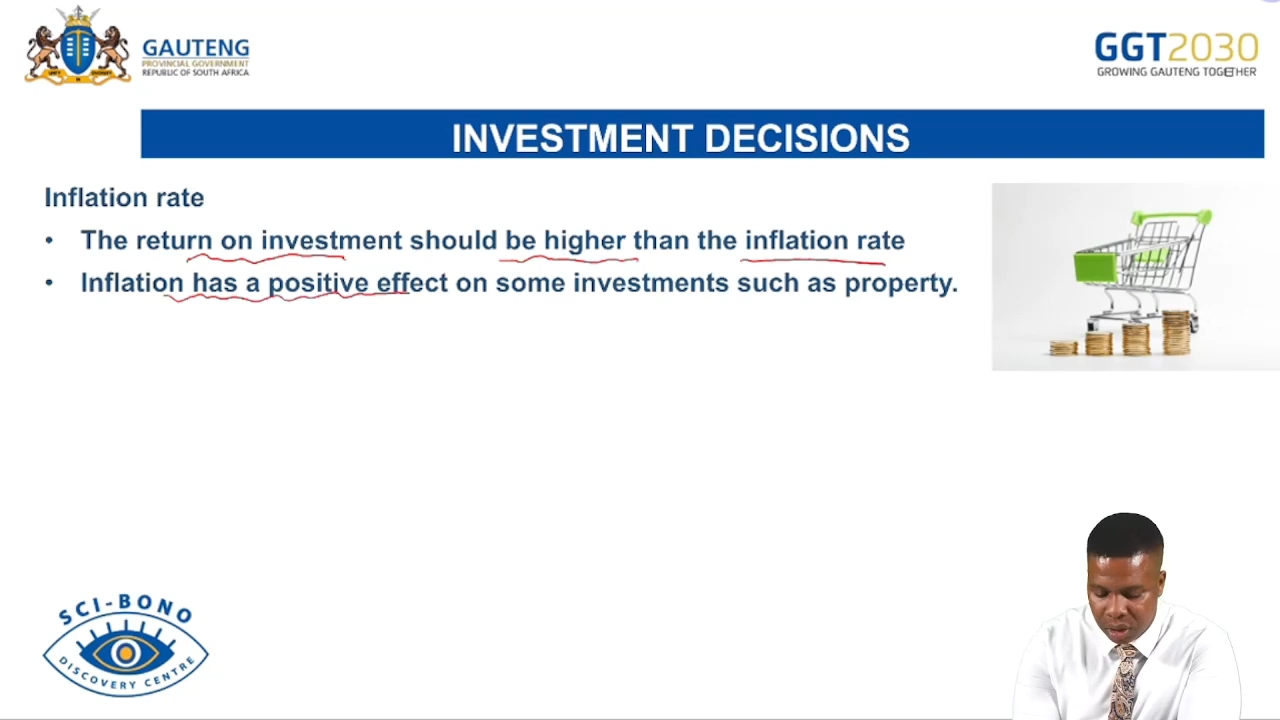 GAUTENG
PROVINCIAL GOVERNMENT
REPUBLIC OF SOUTH AFRICA
GGT2030
GROWING GAUTENG TOGETHER
INVESTMENT DECISIONS
Inflation rate
• The return on investment should be higher than the inflation rate
• Inflation has a positive effect on some investments such as property.
SCI-BONO
DISCOVERY CENTRE